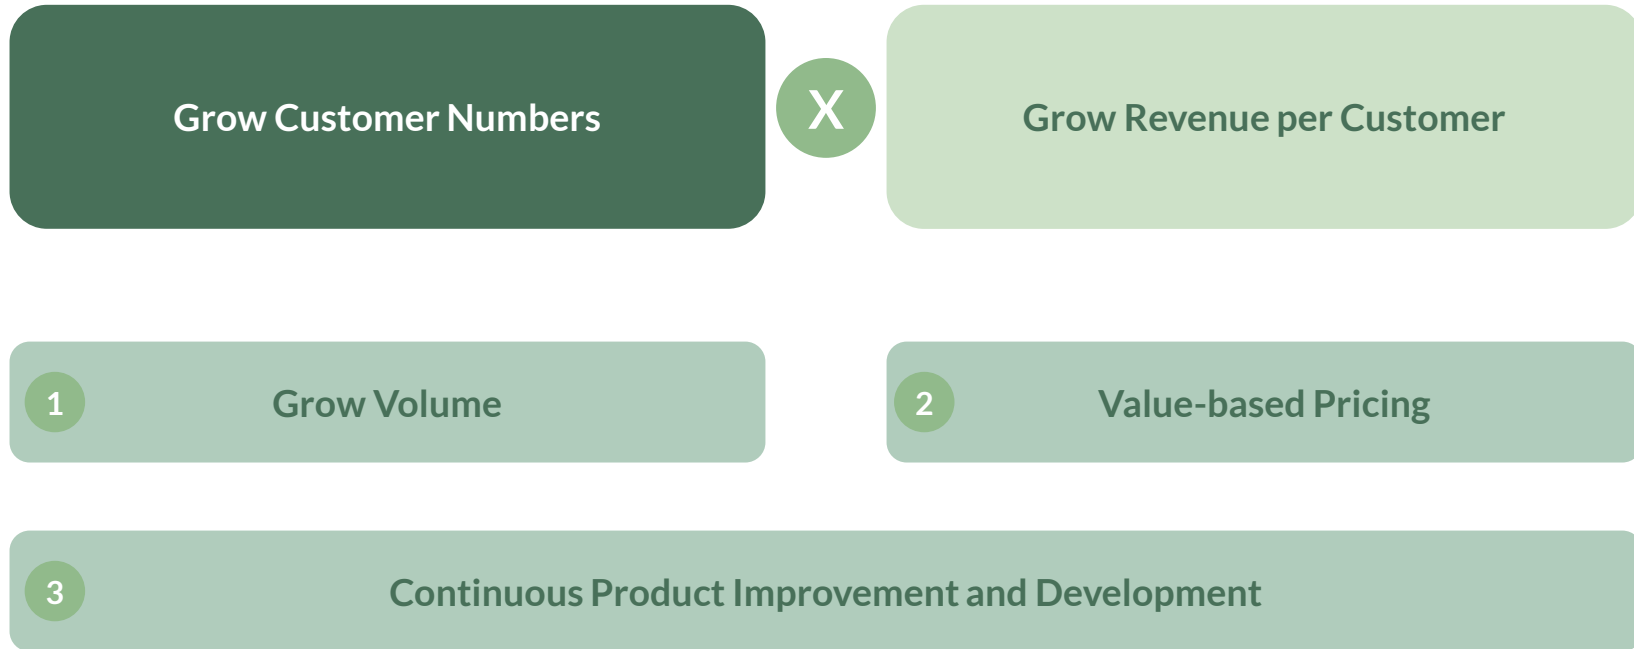 Grow Customer Numbers
X
Grow Revenue per Customer
1
Grow Volume
2
Value-based Pricing
3
Continuous Product Improvement and Development